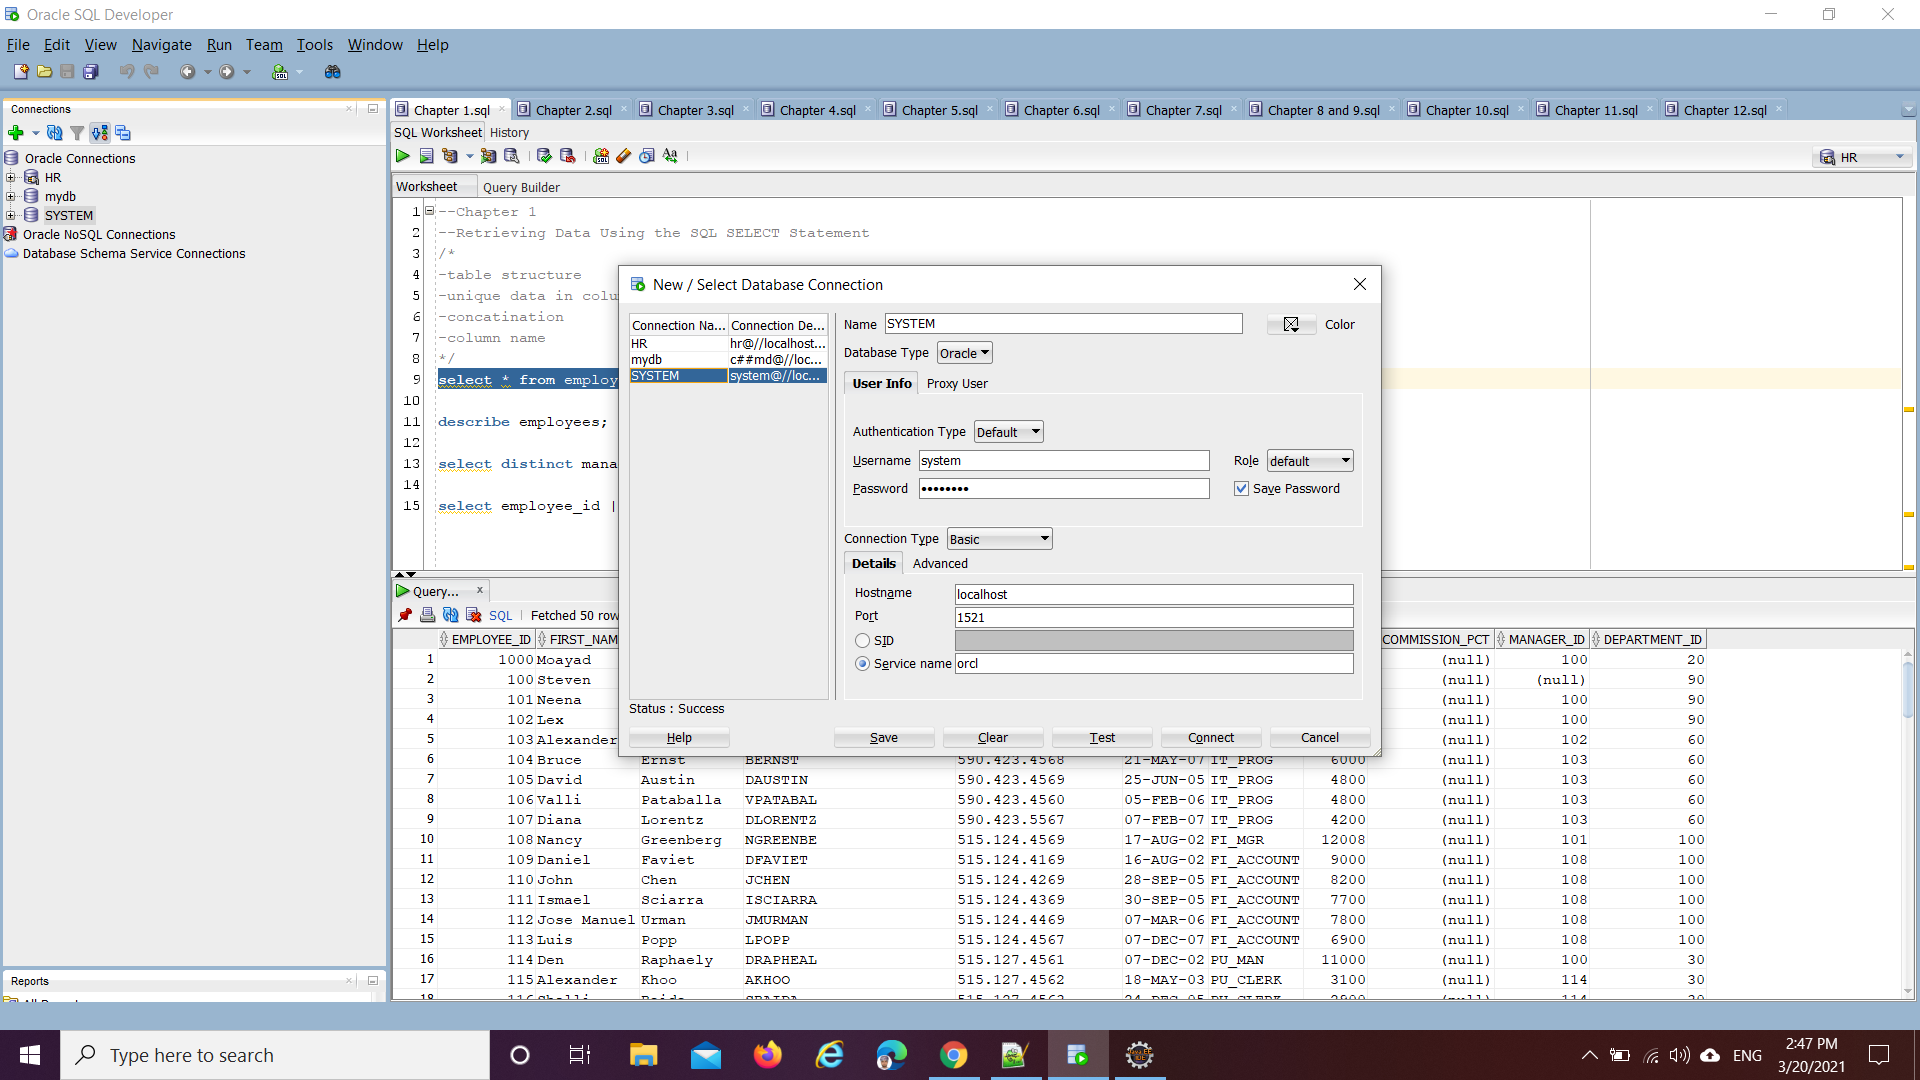 Oracle SQL Developer
File Edit View Navigate Run Team Tools Window Help
Connections
Oracle Connections
HR
mydb
SYSTEM
Oracle NoSQL Connections
Database Schema Service Connections
Reports
Chapter 1.sql Chapter 2.sql Chapter 3.sql Chapter 4.sql Chapter 5.sql Chapter 6.sql Chapter 7.sql Chapter 8 and 9.sql Chapter 10.sql Chapter 11.sql Chapter 12.sql
SQL Worksheet History
HR
Worksheet Query Builder
1 --Chapter 1
2 --Retrieving Data Using the SQL SELECT Statement
3 /*
4 -table structure
5 -unique data in colu
6 -concatination
7 -column name
8 */
9 select * from employ
10
11 describe employees;
12
13 select distinct mana
14
15 select employee_id |
New / Select Database Connection
Connection Na... Connection De...
HR hr@//localhost...
mydb c##md@//loc...
SYSTEM system@//loc...
Name SYSTEM Color
Database Type Oracle
User Info Proxy User
Authentication Type Default
Username system Role default
Password •••••••• Save Password
Connection Type Basic
Details Advanced
Hostname localhost
Port 1521
SID
Service name orcl
Status : Success
Help Save Clear Test Connect Cancel
Query...
SQL Fetched 50 row
EMPLOYEE_ID FIRST_NAM COMMISSION_PCT MANAGER_ID DEPARTMENT_ID
1 1000 Moayad (null) 100 20
2 100 Steven (null) (null) 90
3 101 Neena (null) 100 90
4 102 Lex (null) 100 90
5 103 Alexander (null) 102 60
6 104 Bruce Ernst BERNST 590.423.4568 21-MAY-07 IT_PROG 6000 (null) 103 60
7 105 David Austin DAUSTIN 590.423.4569 25-JUN-05 IT_PROG 4800 (null) 103 60
8 106 Valli Pataballa VPATABAL 590.423.4560 05-FEB-06 IT_PROG 4800 (null) 103 60
9 107 Diana Lorentz DLORENTZ 590.423.5567 07-FEB-07 IT_PROG 4200 (null) 103 60
10 108 Nancy Greenberg NGREENBE 515.124.4569 17-AUG-02 FI_MGR 12008 (null) 101 100
11 109 Daniel Faviet DFAVIET 515.124.4169 16-AUG-02 FI_ACCOUNT 9000 (null) 108 100
12 110 John Chen JCHEN 515.124.4269 28-SEP-05 FI_ACCOUNT 8200 (null) 108 100
13 111 Ismael Sciarra ISCIARRA 515.124.4369 30-SEP-05 FI_ACCOUNT 7700 (null) 108 100
14 112 Jose Manuel Urman JMURMAN 515.124.4469 07-MAR-06 FI_ACCOUNT 7800 (null) 108 100
15 113 Luis Popp LPOPP 515.124.4567 07-DEC-07 FI_ACCOUNT 6900 (null) 108 100
16 114 Den Raphaely DRAPHEAL 515.127.4561 07-DEC-02 PU_MAN 11000 (null) 100 30
17 115 Alexander Khoo AKHOO 515.127.4562 18-MAY-03 PU_CLERK 3100 (null) 114 30
Type here to search
ENG
2:47 PM
3/20/2021